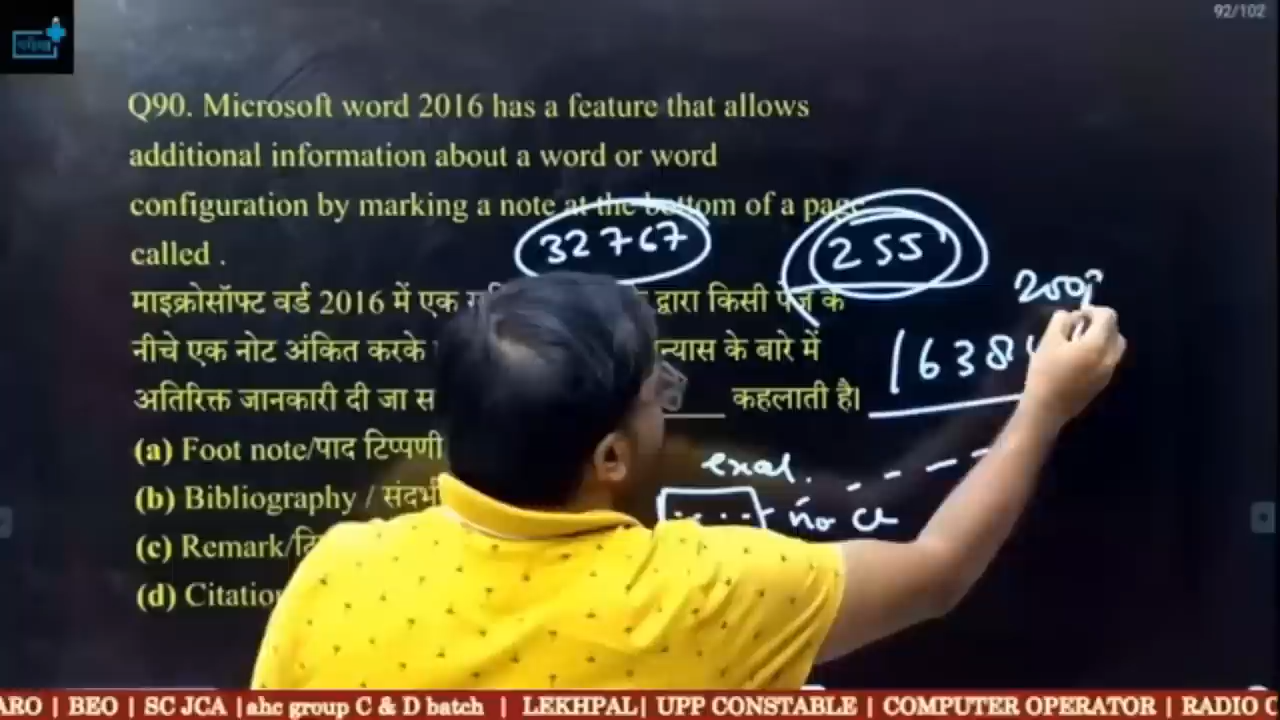 92/102
Q90. Microsoft word 2016 has a feature that allows
additional information about a word or word
configuration by marking a note at the bottom of a page
called .
32767
255
माइक्रोसॉफ्ट वर्ड 2016 में एक द्वारा किसी पेज के
नीचे एक नोट अंकित करके न्यास के बारे में
1638
अतिरिक्त जानकारी दी जा स ______ कहलाती है।
(a) Foot note/पाद टिप्पणी
(b) Bibliography / संदर्भ
no
(c) Remark/
(d) Citation
ARO | BEO | SC JCA |ahc group C & D batch | LEKHPAL| UPP CONSTABLE | COMPUTER OPERATOR | RADIO